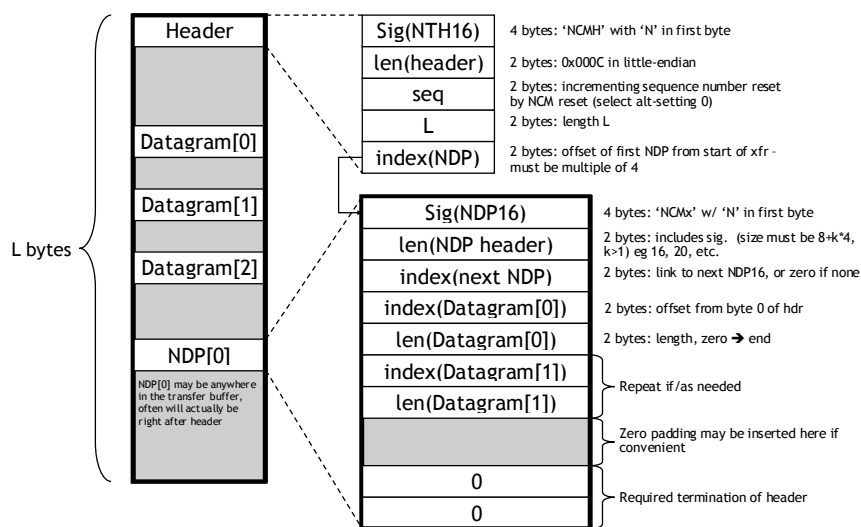 L bytes
Header
Datagram[0]
Datagram[1]
Datagram[2]
NDP[0]
NDP[0] may be anywhere
in the transfer buffer,
often will actually be
right after header
Sig(NTH16)
4 bytes: ‘NCMH’ with ‘N’ in first byte
len(header)
2 bytes: 0x000C in little-endian
seq
2 bytes: incrementing sequence number reset
by NCM reset (select alt-setting 0)
L
2 bytes: length L
index(NDP)
2 bytes: offset of first NDP from start of xfr –
must be multiple of 4
Sig(NDP16)
4 bytes: ‘NCMx’ w/ ‘N’ in first byte
len(NDP header)
2 bytes: includes sig. (size must be 8+k*4,
k>1) eg 16, 20, etc.
index(next NDP)
2 bytes: link to next NDP16, or zero if none
index(Datagram[0])
2 bytes: offset from byte 0 of hdr
len(Datagram[0])
2 bytes: length, zero ➔ end
index(Datagram[1])
len(Datagram[1])
Repeat if/as needed
Zero padding may be inserted here if
convenient
0
0
Required termination of header